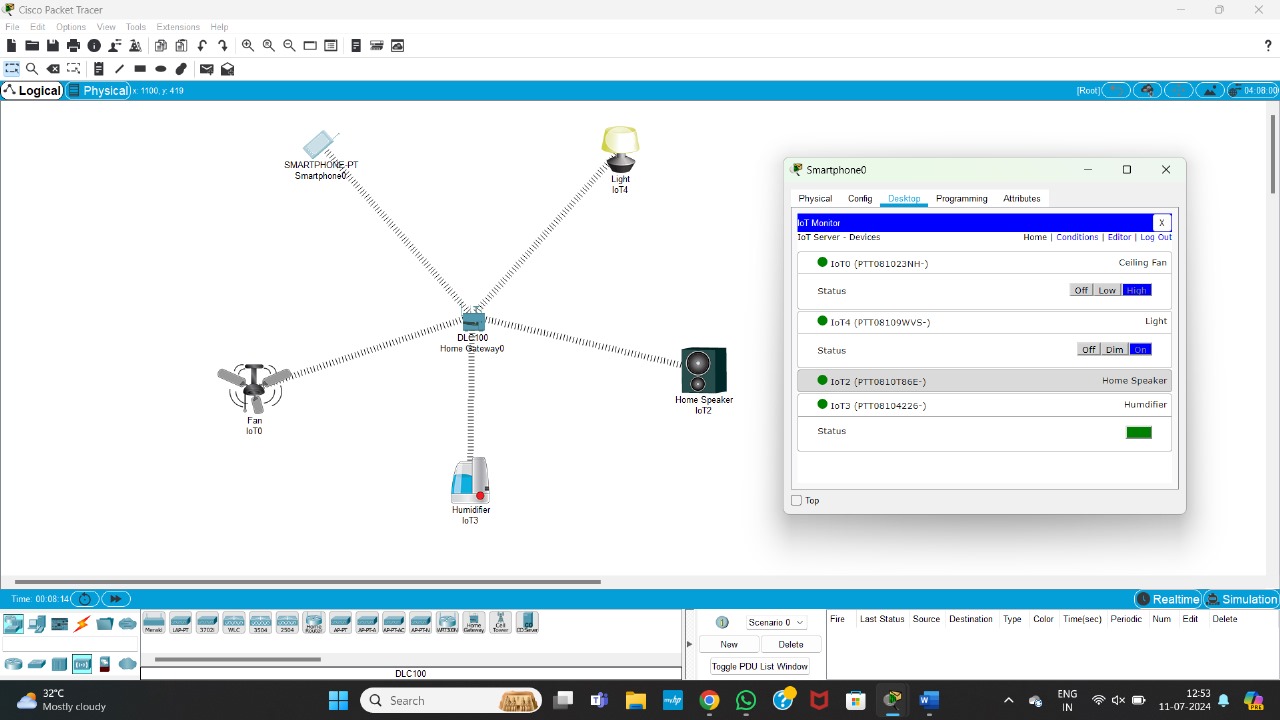 Cisco Packet Tracer
File Edit Options View Tools Extensions Help
?
Logical Physical x: 1100, y: 419 [Root] 04:08:00
SMARTPHONE-PT
Smartphone0
Light
IoT4
DLC100
Home Gateway0
Fan
IoT0
Home Speaker
IoT2
Humidifier
IoT3
Smartphone0
Physical Config Desktop Programming Attributes
IoT Monitor X
IoT Server - Devices Home | Conditions | Editor | Log Out
IoT0 (PTT081023NH-) Ceiling Fan
Status Off Low High
IoT4 (PTT08109WVS-) Light
Status Off Dim On
IoT2 (PTT0810T86E-) Home Speaker
IoT3 (PTT08104226-) Humdifier
Status
Top
Time: 00:08:14 Realtime Simulation
Meraki LAP-PT 3702i WLC 3504 2504 Home Router AP-PT AP-PT-A AP-PT-AC AP-PT-N WRT300N Home Gateway Cell Tower CO Server
DLC100
Scenario 0
New Delete
Toggle PDU List Window
Fire Last Status Source Destination Type Color Time(sec) Periodic Num Edit Delete
32°C
Mostly cloudy
Search
ENG
IN
12:53
11-07-2024